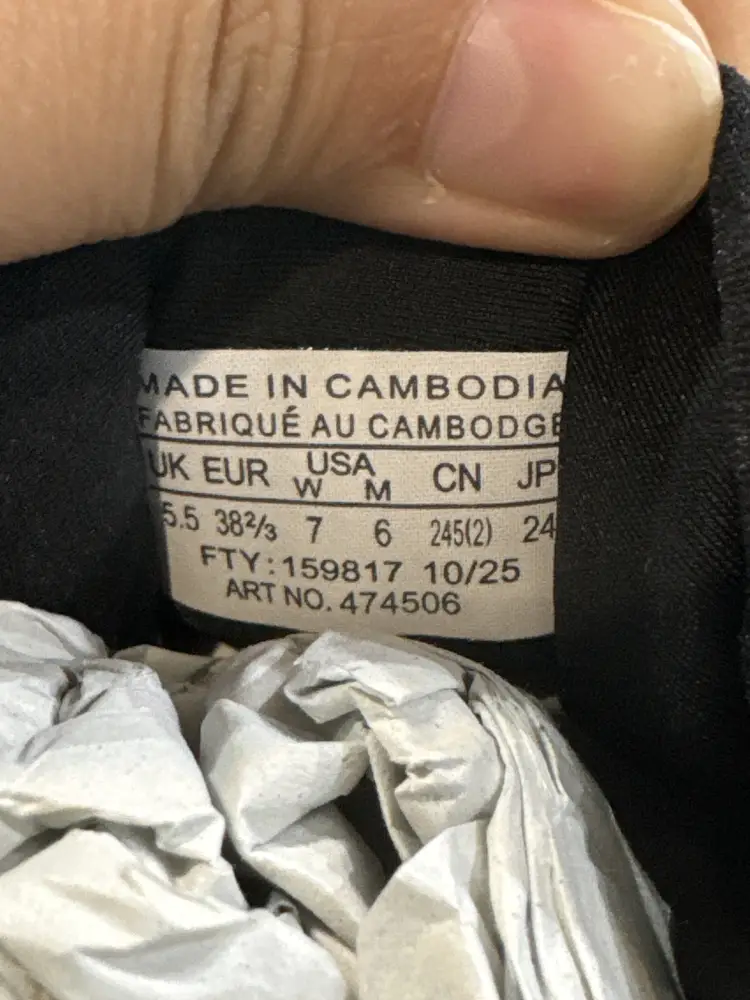 MADE IN CAMBODIA
FABRIQUÉ AU CAMBODGE
UK EUR USA W M CN JP
5.5 38⅔ 7 6 245(2) 24
FTY: 159817 10/25
ART NO. 474506